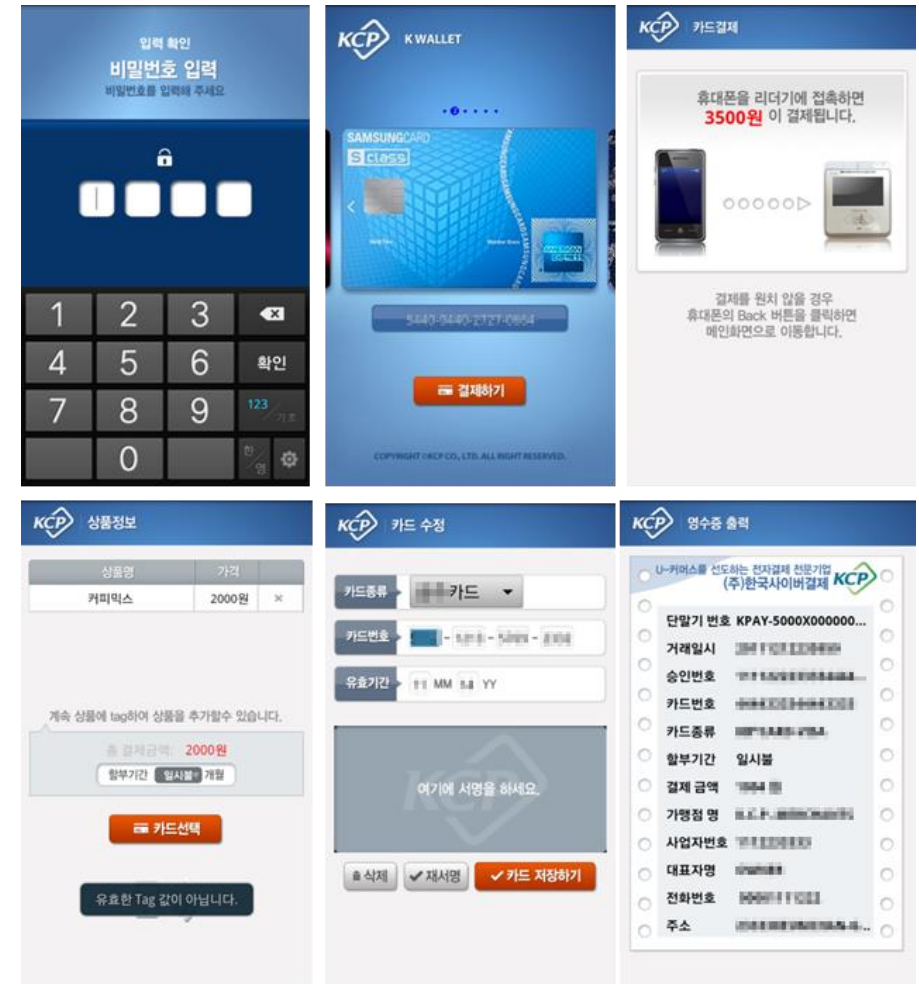 입력 확인
비밀번호 입력
비밀번호를 입력해 주세요
1 2 3
4 5 6 확인
7 8 9 123/기호
0 한/영
KCP K WALLET
SAMSUNGCARD
S class
AMERICAN EXPRESS
결제하기
COPYRIGHT ©KCP CO., LTD. ALL RIGHT RESERVED.
KCP 카드결제
휴대폰을 리더기에 접촉하면
3500원 이 결제됩니다.
결제를 원치 않을 경우
휴대폰의 Back 버튼을 클릭하면
메인화면으로 이동합니다.
KCP 상품정보
상품명 가격
커피믹스 2000원 ×
계속 상품에 tag하여 상품을 추가할수 있습니다.
총 결제금액: 2000원
할부기간 일시불 개월
카드선택
유효한 Tag 값이 아닙니다.
KCP 카드 수정
카드종류 카드
카드번호
유효기간 MM YY
KCP
여기에 서명을 하세요.
삭제 재서명 카드 저장하기
KCP 영수증 출력
U-커머스를 선도하는 전자결제 전문기업
(주)한국사이버결제 KCP
단말기 번호 KPAY-5000X000000...
거래일시
승인번호
카드번호
카드종류
할부기간 일시불
결제 금액
가맹점 명
사업자번호
대표자명
전화번호
주소